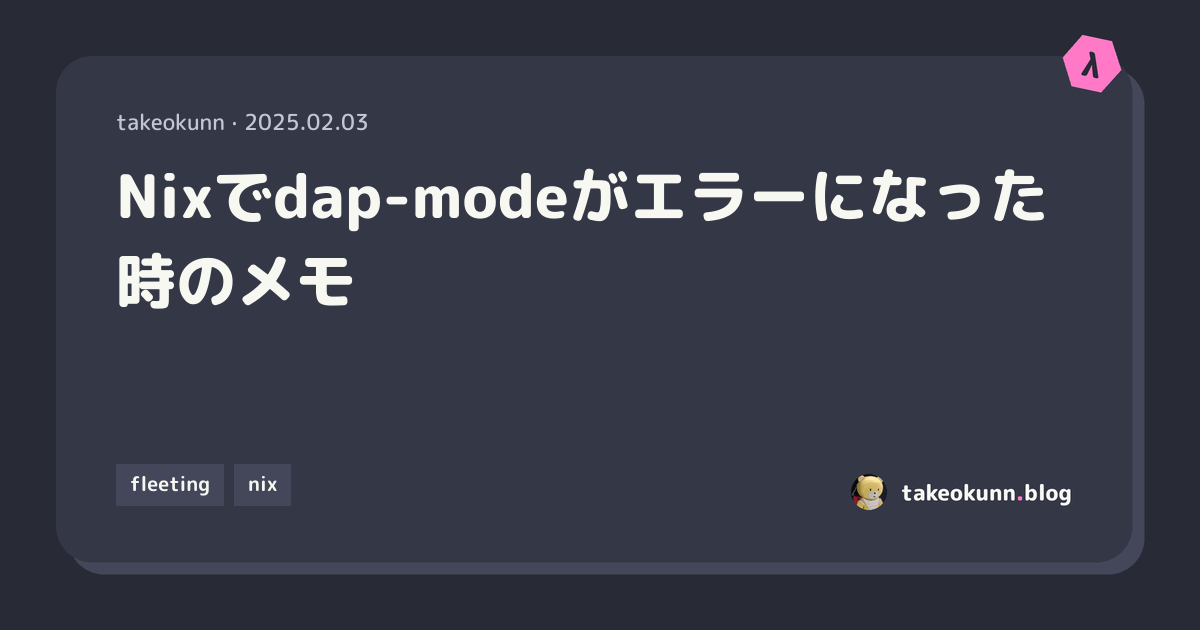 λ
takeokunn · 2025.02.03
Nixでdap-modeがエラーになった
時のメモ
fleeting nix
takeokunn.blog